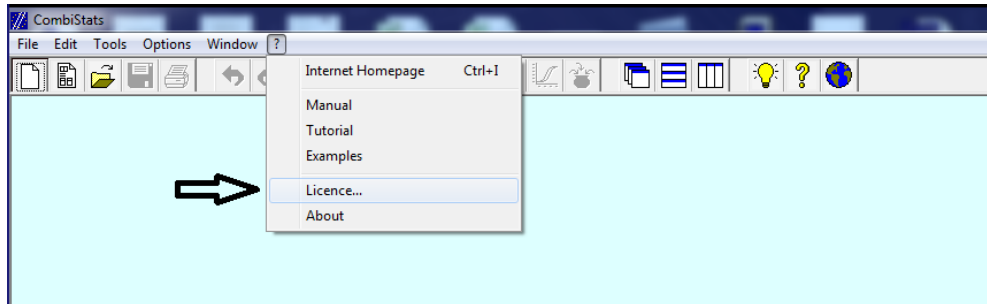 CombiStats
File Edit Tools Options Window ?
Internet Homepage Ctrl+I
Manual
Tutorial
Examples
Licence...
About